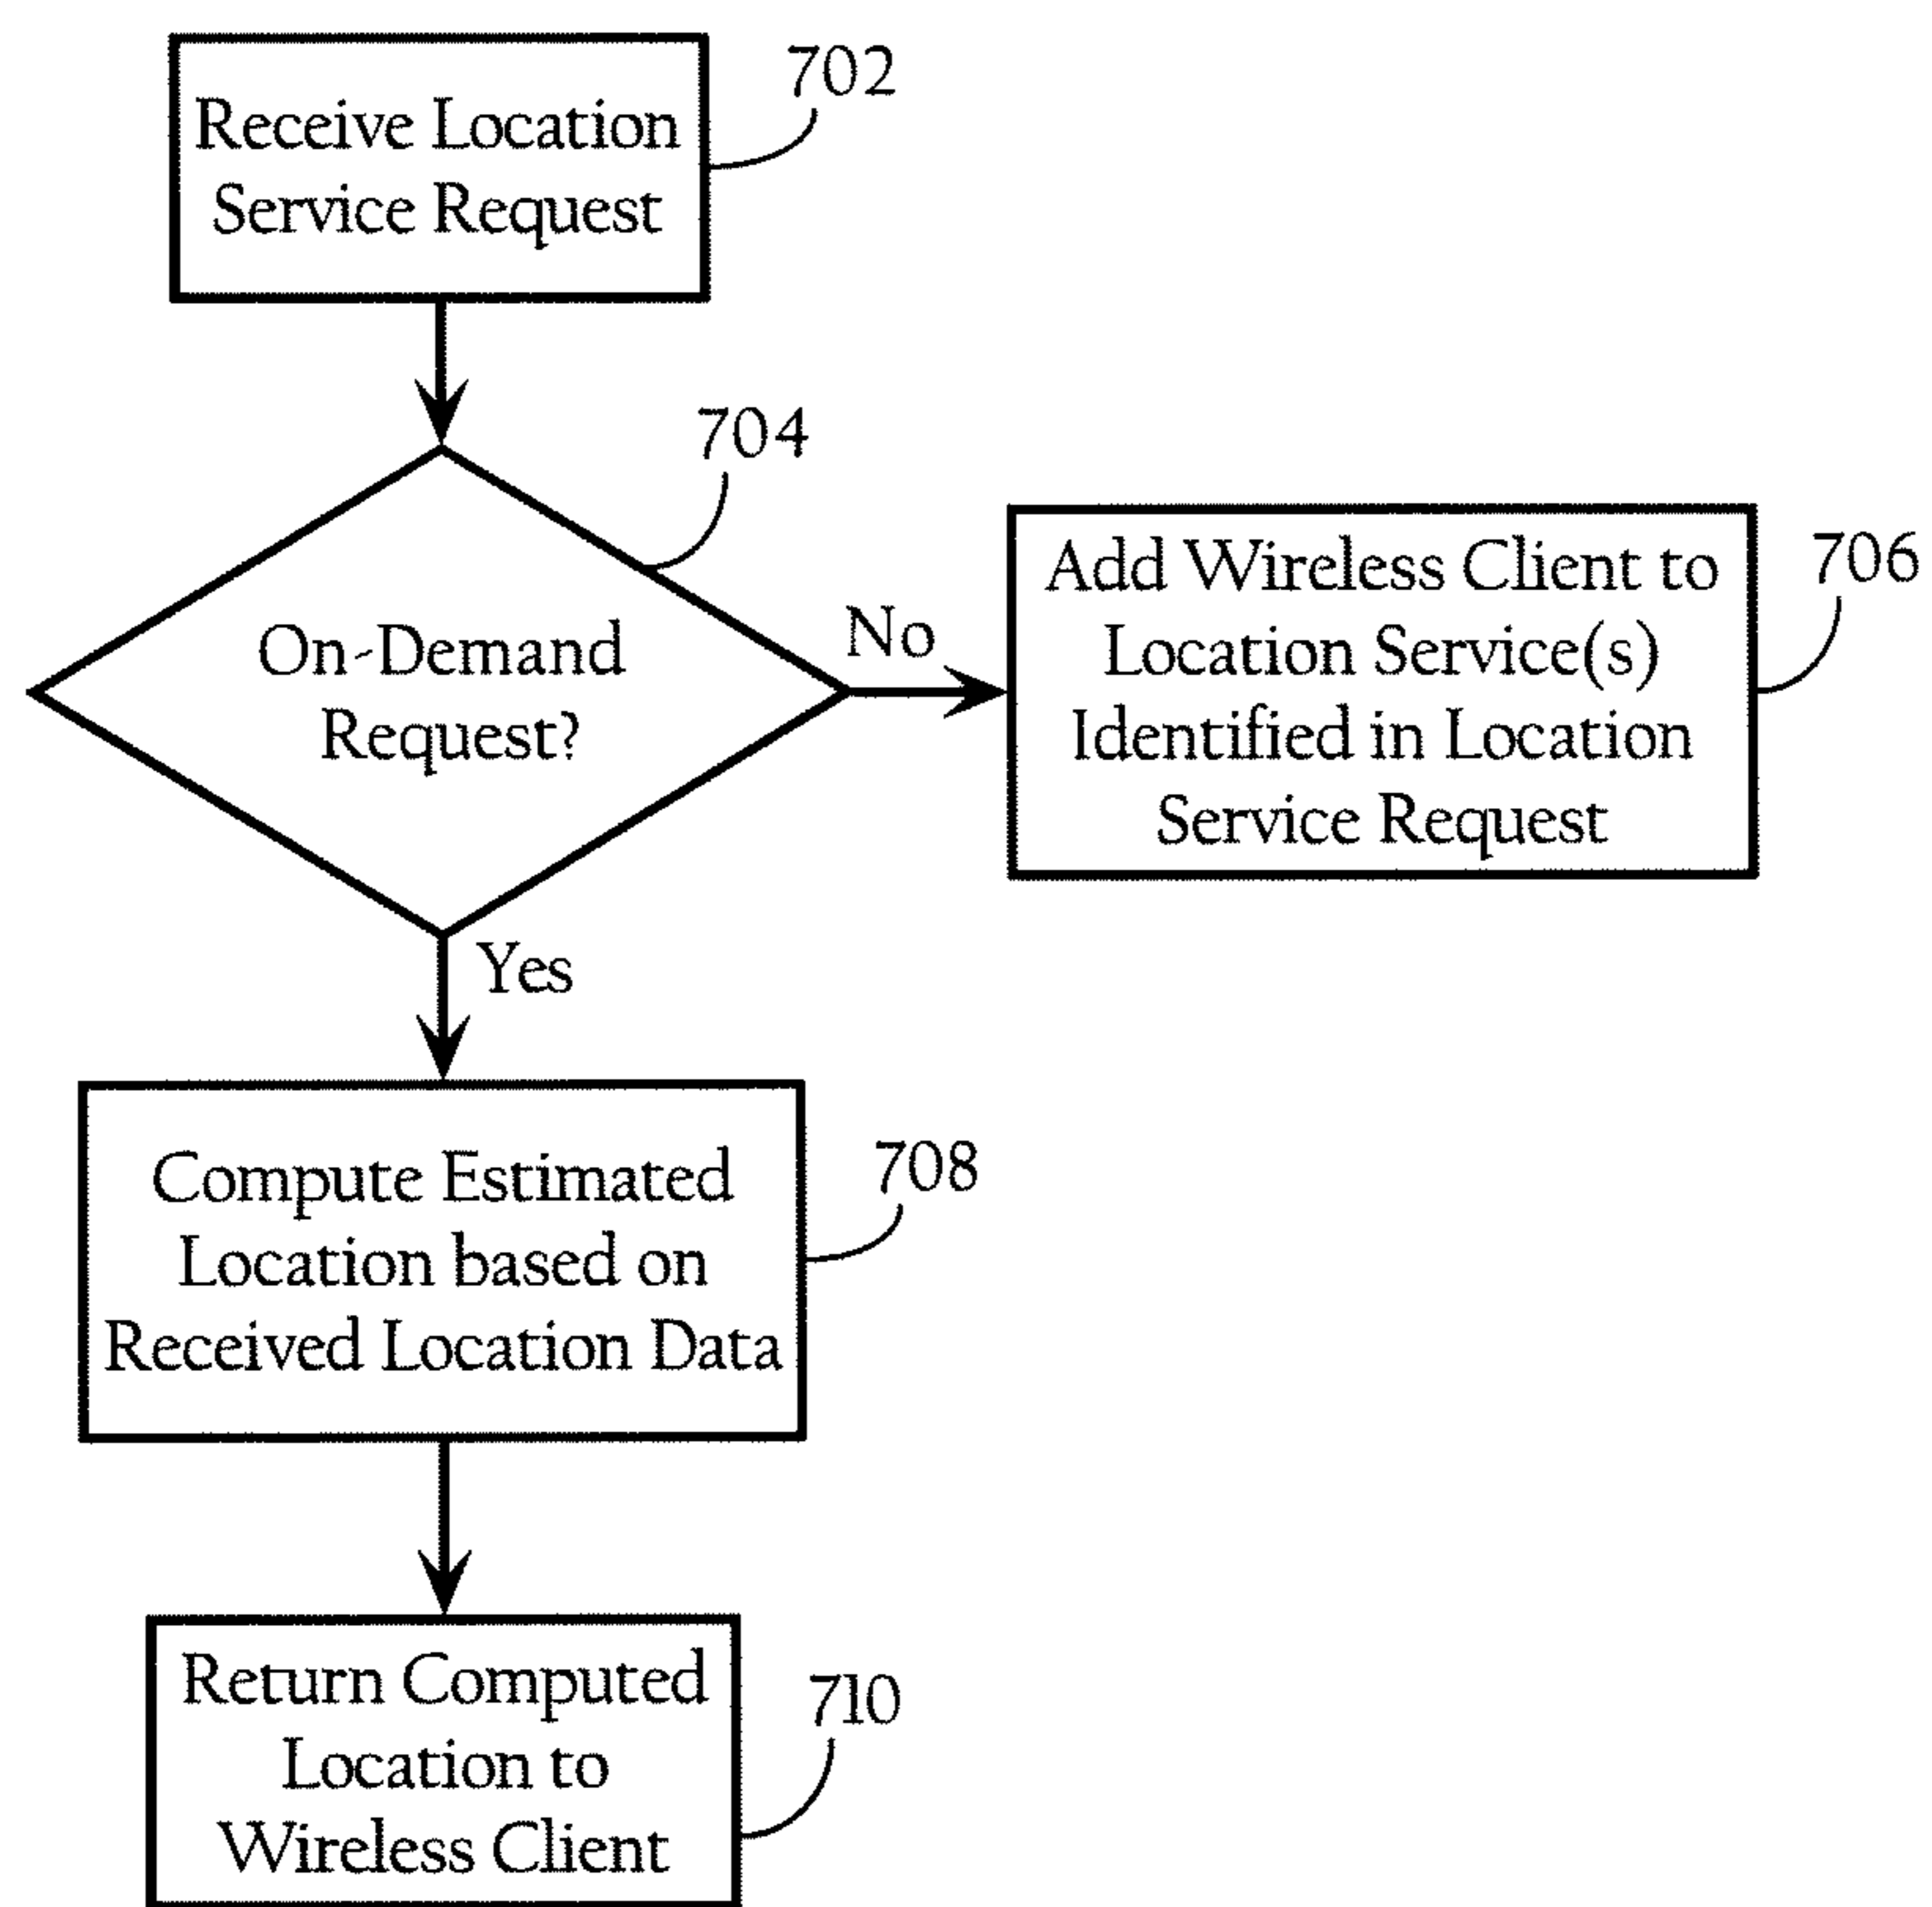 702
Receive Location
Service Request
704
On-Demand
Request?
No
706
Add Wireless Client to
Location Service(s)
Identified in Location
Service Request
Yes
708
Compute Estimated
Location based on
Received Location Data
710
Return Computed
Location to
Wireless Client